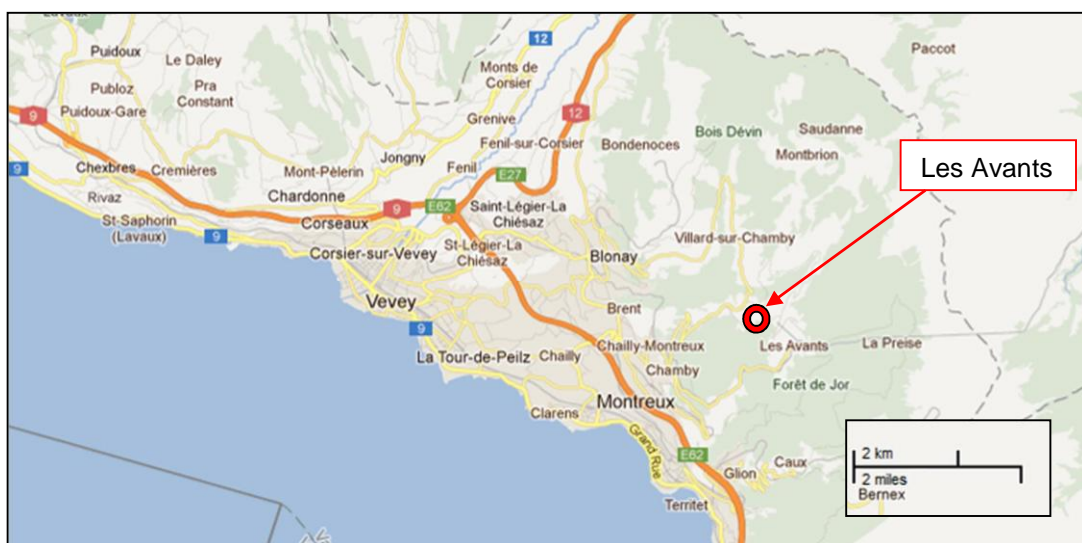 Lavaux
Puidoux
Le Daley
Publoz
Pra
Constant
Puidoux-Gare
9
12
Monts de
Corsier
Paccot
Grenive
12
Fenil-sur-Corsier
Bondenoces
Bois Dévin
Saudanne
Montbrion
Les Avants
9
Chexbres
Cremières
Mont-Pèlerin
Jongny
Fenil
E27
Rivaz
Chardonne
9
E62
Saint-Légier-La
Chiésaz
St-Saphorin
(Lavaux)
9
Corseaux
Corsier-sur-Vevey
St-Légier-La
Chiésaz
Blonay
Villard-sur-Chamby
Vevey
9
Brent
La Tour-de-Peilz
Chailly
Chailly-Montreux
Les Avants
La Preise
Chamby
Forêt de Jor
Clarens
Montreux
Grand Rue
E62
Glion
Caux
Territet
2 km
2 miles
Bernex